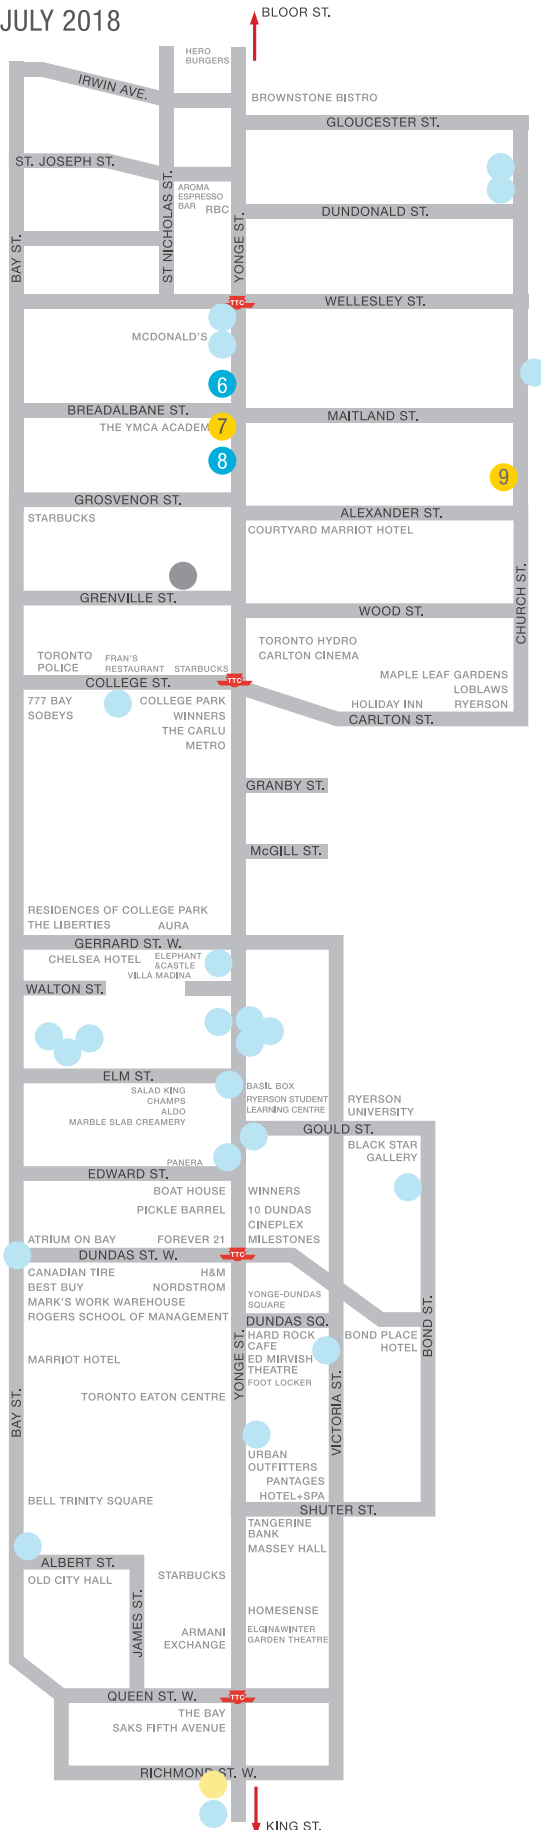 JULY 2018
BLOOR ST.
HERO
BURGERS
IRWIN AVE.
BROWNSTONE BISTRO
GLOUCESTER ST.
ST. JOSEPH ST.
ST NICHOLAS ST.
AROMA
ESPRESSO
BAR
RBC
DUNDONALD ST.
BAY ST.
YONGE ST.
TTC
WELLESLEY ST.
MCDONALD'S
6
BREADALBANE ST.
MAITLAND ST.
THE YMCA ACADEM
7
8
9
GROSVENOR ST.
ALEXANDER ST.
STARBUCKS
COURTYARD MARRIOT HOTEL
CHURCH ST.
GRENVILLE ST.
WOOD ST.
TORONTO
POLICE
FRAN'S
RESTAURANT
STARBUCKS
TORONTO HYDRO
CARLTON CINEMA
COLLEGE ST.
TTC
MAPLE LEAF GARDENS
LOBLAWS
HOLIDAY INN
RYERSON
CARLTON ST.
777 BAY
SOBEYS
COLLEGE PARK
WINNERS
THE CARLU
METRO
GRANBY ST.
McGILL ST.
RESIDENCES OF COLLEGE PARK
THE LIBERTIES
AURA
GERRARD ST. W.
CHELSEA HOTEL
ELEPHANT
&CASTLE
VILLA MADINA
WALTON ST.
ELM ST.
SALAD KING
CHAMPS
ALDO
MARBLE SLAB CREAMERY
BASIL BOX
RYERSON STUDENT
LEARNING CENTRE
RYERSON
UNIVERSITY
GOULD ST.
BLACK STAR
GALLERY
PANERA
EDWARD ST.
BOAT HOUSE
WINNERS
PICKLE BARREL
10 DUNDAS
CINEPLEX
ATRIUM ON BAY
FOREVER 21
MILESTONES
DUNDAS ST. W.
TTC
CANADIAN TIRE
H&M
BEST BUY
NORDSTROM
MARK'S WORK WAREHOUSE
ROGERS SCHOOL OF MANAGEMENT
YONGE-DUNDAS
SQUARE
DUNDAS SQ.
HARD ROCK
CAFE
ED MIRVISH
THEATRE
FOOT LOCKER
BOND PLACE
HOTEL
BOND ST.
MARRIOT HOTEL
YONGE ST.
VICTORIA ST.
BAY ST.
TORONTO EATON CENTRE
URBAN
OUTFITTERS
PANTAGES
HOTEL+SPA
BELL TRINITY SQUARE
SHUTER ST.
TANGERINE
BANK
MASSEY HALL
ALBERT ST.
OLD CITY HALL
STARBUCKS
JAMES ST.
HOMESENSE
ARMANI
EXCHANGE
ELGIN&WINTER
GARDEN THEATRE
QUEEN ST. W.
TTC
THE BAY
SAKS FIFTH AVENUE
RICHMOND ST. W.
KING ST.